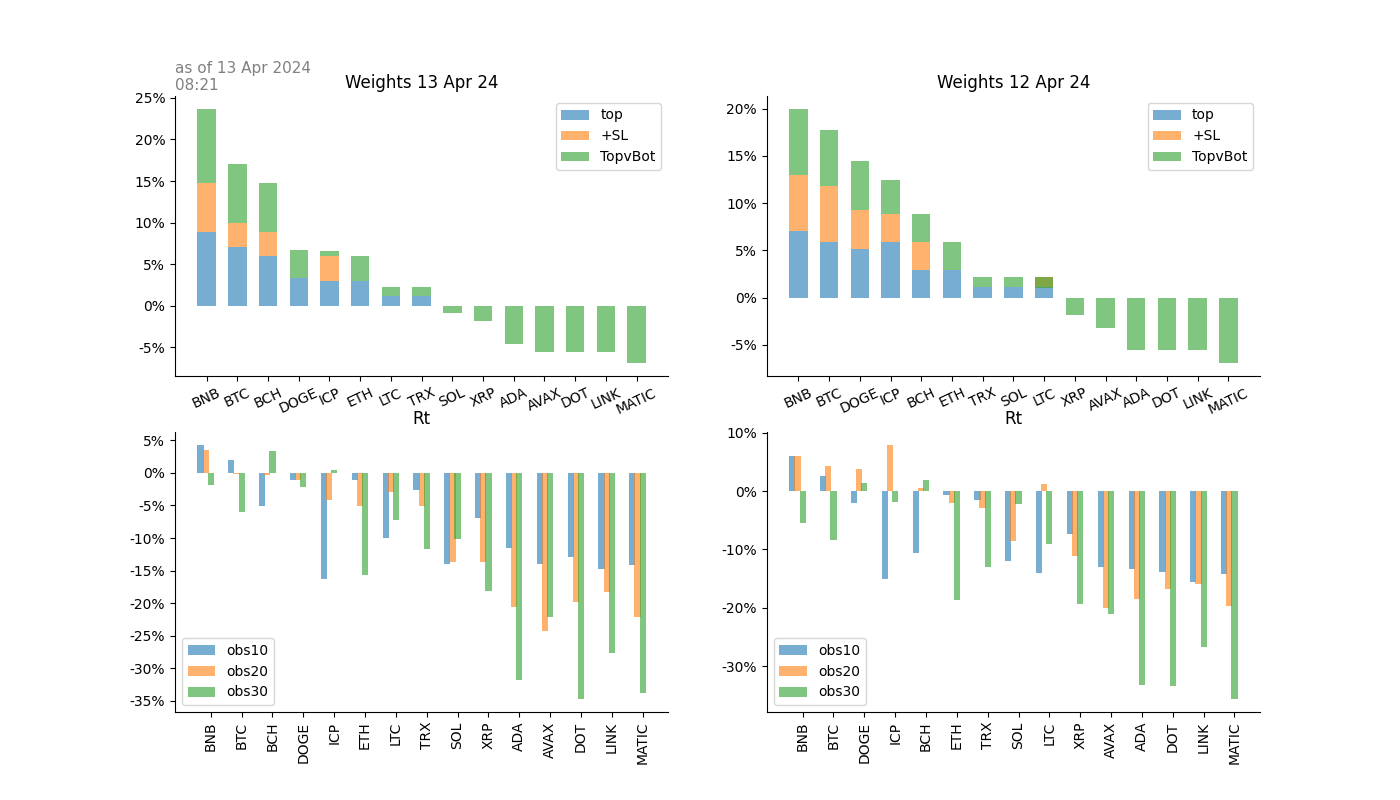 as of 13 Apr 2024
08:21
Weights 13 Apr 24
25%
20%
15%
10%
5%
0%
-5%
top
+SL
TopvBot
BNB BTC BCH DOGE ICP ETH LTC TRX SOL XRP ADA AVAX DOT LINK MATIC
Weights 12 Apr 24
20%
15%
10%
5%
0%
-5%
top
+SL
TopvBot
BNB BTC DOGE ICP BCH ETH TRX SOL LTC XRP AVAX ADA DOT LINK MATIC
Rt
5%
0%
-5%
-10%
-15%
-20%
-25%
-30%
-35%
obs10
obs20
obs30
BNB BTC BCH DOGE ICP ETH LTC TRX SOL XRP ADA AVAX DOT LINK MATIC
Rt
10%
0%
-10%
-20%
-30%
obs10
obs20
obs30
BNB BTC DOGE ICP BCH ETH TRX SOL LTC XRP AVAX ADA DOT LINK MATIC